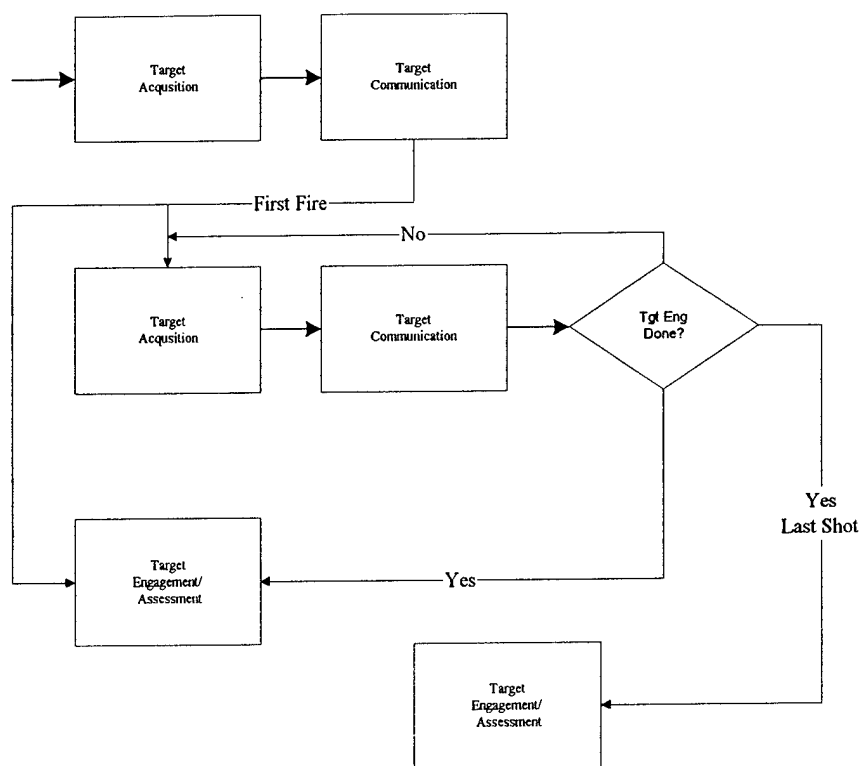 Target
Acqusition
Target
Communication
First Fire
No
Target
Acqusition
Target
Communication
Tgt Eng
Done?
Yes
Last Shot
Target
Engagement/
Assessment
Yes
Target
Engagement/
Assessment